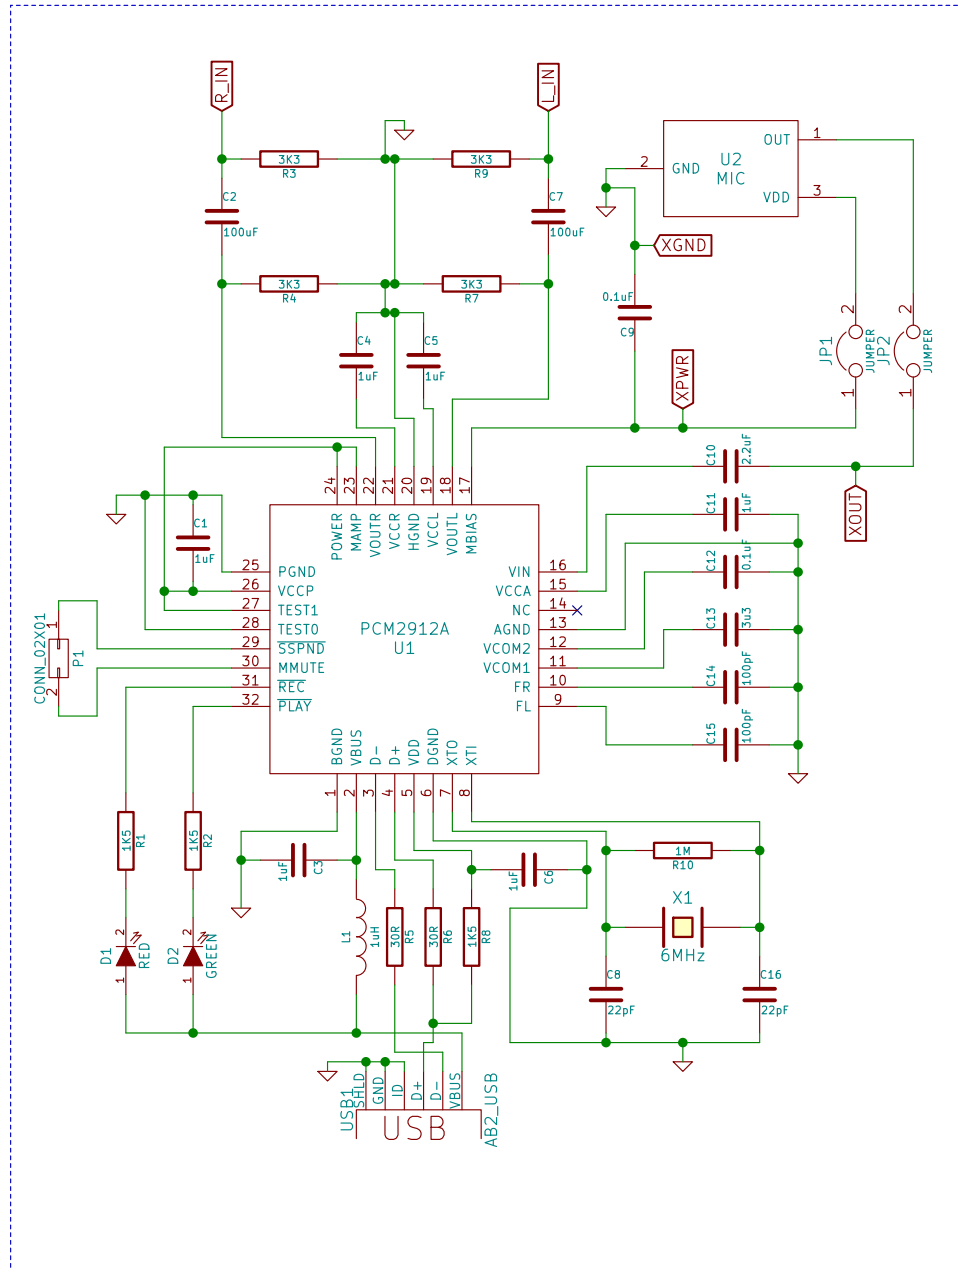 R_IN
L_IN
3K3
R3
3K3
R9
C2
100uF
C7
100uF
3K3
R4
3K3
R7
C4
1uF
C5
1uF
OUT
1
U2
MIC
2
GND
VDD
3
XGND
0.1uF
C9
XPWR
2
JP1
JUMPER
1
2
JP2
JUMPER
1
C10
2.2uF
C11
1uF
XOUT
C12
0.1uF
C13
3u3
C14
100pF
C15
100pF
24
23
22
21
20
19
18
17
POWER
MAMP
VOUTR
VCCR
HGND
VCCL
VOUTL
MBIAS
C1
1uF
25
PGND
26
VCCP
27
TEST1
28
TEST0
29
SSPND
30
MMUTE
31
REC
32
PLAY
VIN
16
VCCA
15
NC
14
AGND
13
VCOM2
12
VCOM1
11
FR
10
FL
9
PCM2912A
U1
CONN_02X01
1
2
P1
BGND
VBUS
D-
D+
VDD
DGND
XTO
XTI
1
2
3
4
5
6
7
8
1K5
R1
1K5
R2
1uF
C3
1uF
C6
1M
R10
X1
6MHz
L1
1uH
30R
R5
30R
R6
1K5
R8
2
D1
RED
1
2
D2
GREEN
1
C8
22pF
C16
22pF
USB1
SHLD
GND
ID
D+
D-
VBUS
AB2_USB
USB